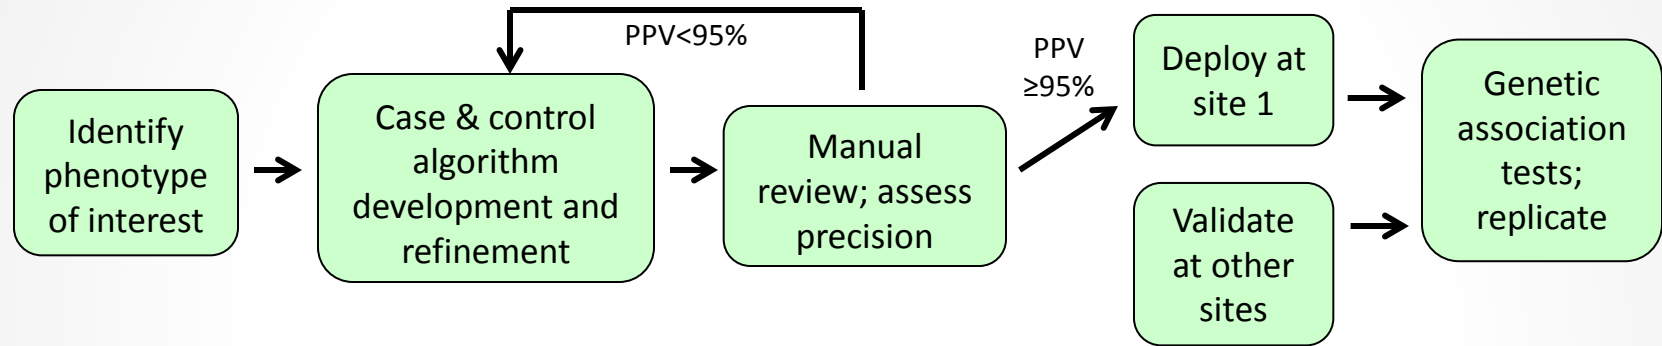 Identify
phenotype
of interest
Case & control
algorithm
development and
refinement
PPV<95%
Manual
review; assess
precision
PPV
≥95%
Deploy at
site 1
Validate
at other
sites
Genetic
association
tests;
replicate